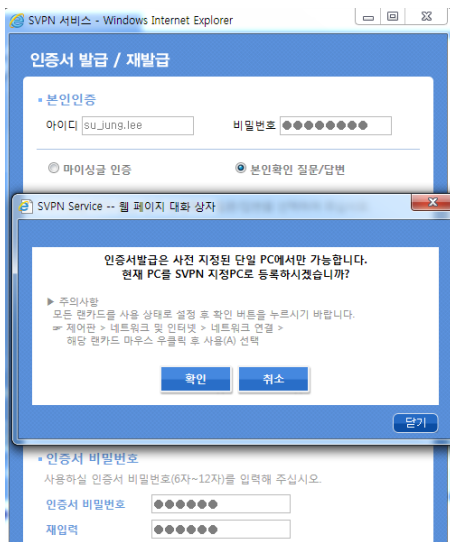 SVPN 서비스 - Windows Internet Explorer
인증서 발급 / 재발급
본인인증
아이디 su_jung.lee 비밀번호 ●●●●●●●●
마이싱글 인증 본인확인 질문/답변
SVPN Service -- 웹 페이지 대화 상자
인증서발급은 사전 지정된 단일 PC에서만 가능합니다.
현재 PC를 SVPN 지정PC로 등록하시겠습니까?
▶ 주의사항
모든 랜카드를 사용 상태로 설정 후 확인 버튼을 누르시기 바랍니다.
☞ 제어판 > 네트워크 및 인터넷 > 네트워크 연결 >
해당 랜카드 마우스 우클릭 후 사용(A) 선택
확인 취소
닫기
인증서 비밀번호
사용하실 인증서 비밀번호(6자~12자)를 입력해 주십시오.
인증서 비밀번호 ●●●●●●
재입력 ●●●●●●